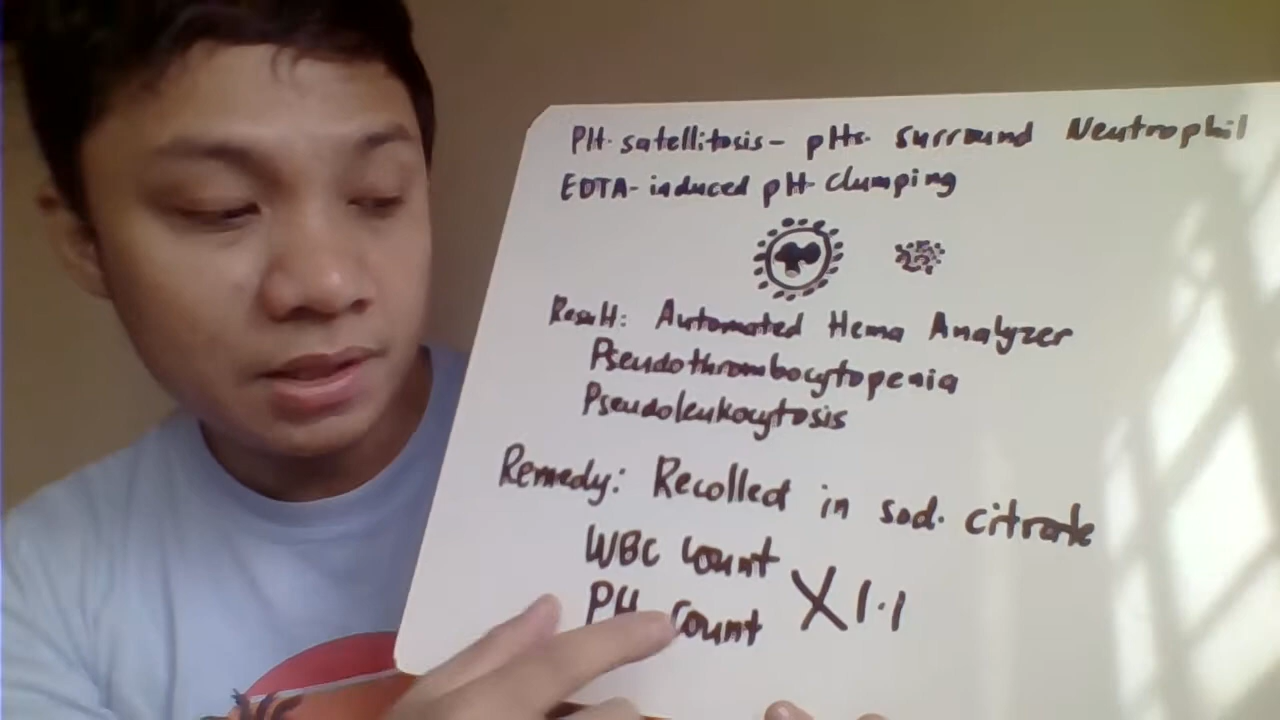 Plt. satellitosis - plts. surround Neutrophil
EDTA-induced plt clumping
Result: Automated Hema Analyzer
Pseudothrombocytopenia
Pseudoleukocytosis
Remedy: Recollect in sod. citrate
WBC count
Plt count X 1.1